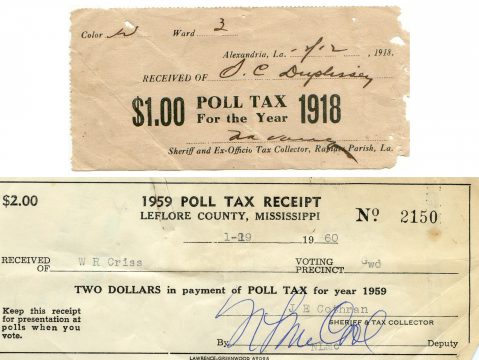 Color W Ward 3
Alexandria, La. 2/12 1918.
RECEIVED OF S. C. Duplissey
$1.00 POLL TAX 1918
For the Year
Sheriff and Ex-Officio Tax Collector, Rapides Parish, La.
$2.00 1959 POLL TAX RECEIPT
LEFLORE COUNTY, MISSISSIPPI Nº 2150
1-19 1960
RECEIVED OF W R Criss VOTING PRECINCT Gwd
TWO DOLLARS in payment of POLL TAX for year 1959
Keep this receipt for presentation at polls when you vote.
J E Cothran
SHERIFF & TAX COLLECTOR
By Deputy